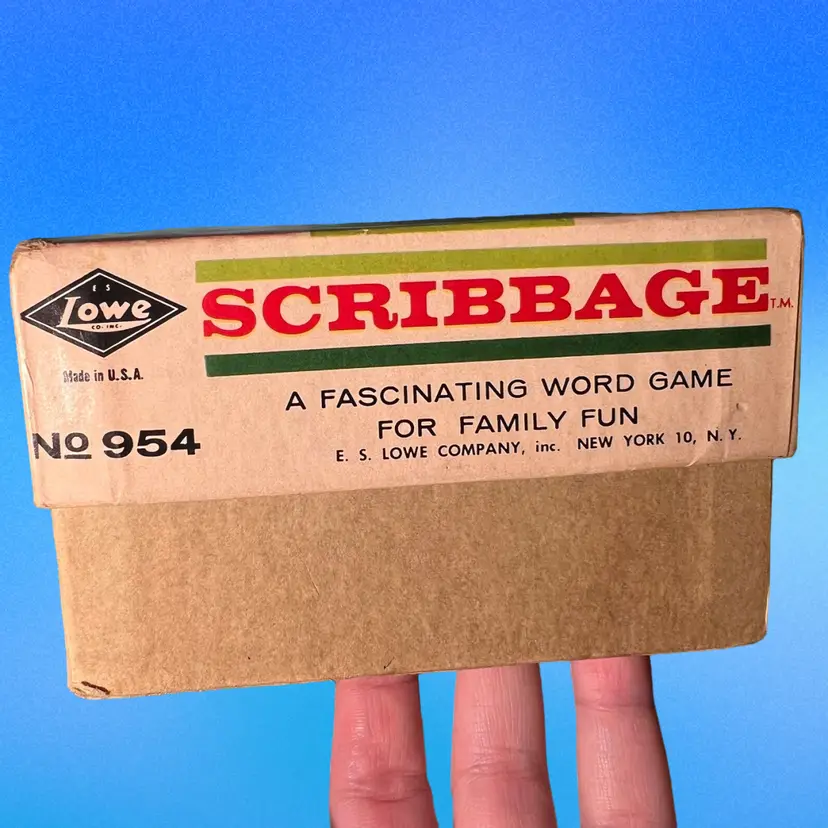 E S
Lowe
CO. INC.
Made in U.S.A.
No 954
SCRIBBAGE T.M.
A FASCINATING WORD GAME
FOR FAMILY FUN
E. S. LOWE COMPANY, inc. NEW YORK 10, N. Y.